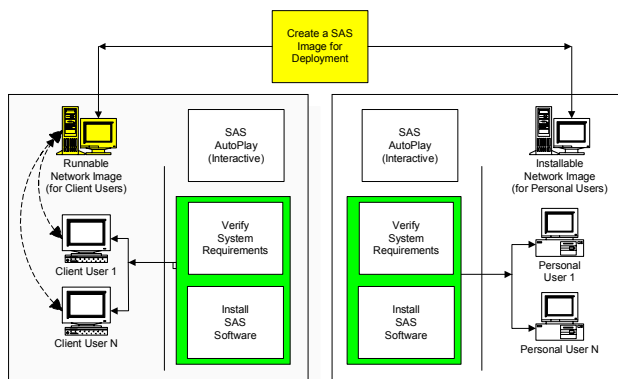 Create a SAS
Image for
Deployment
Runnable
Network Image
(for Client Users)
SAS
AutoPlay
(Interactive)
Verify
System
Requirements
Install
SAS
Software
Client User 1
Client User N
SAS
AutoPlay
(Interactive)
Verify
System
Requirements
Install
SAS
Software
Installable
Network Image
(for Personal Users)
Personal
User 1
Personal User N